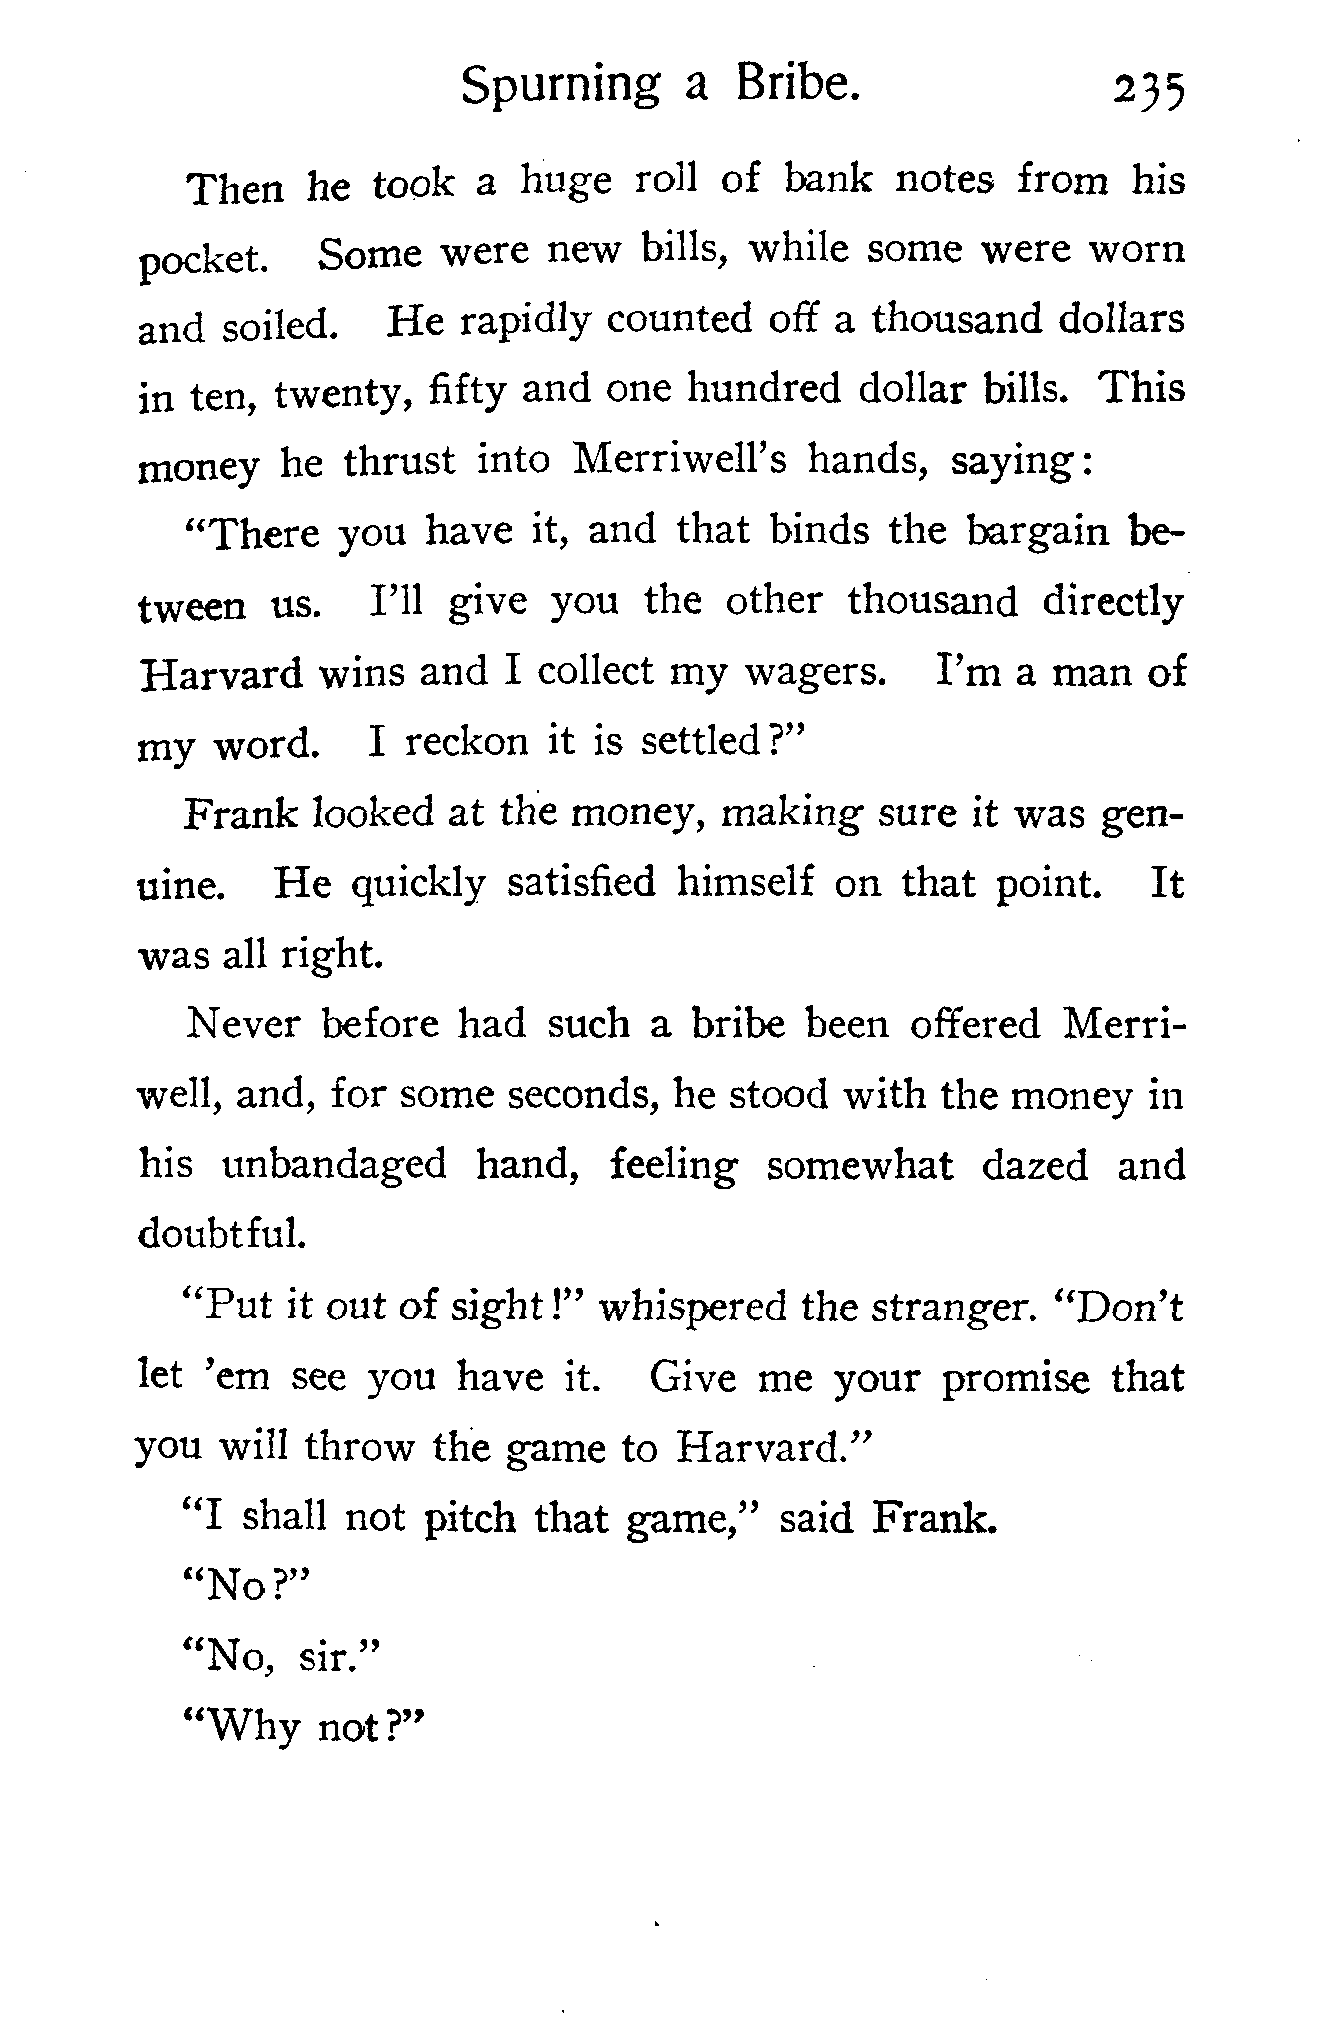 Spurning a Bribe. 235
Then he took a huge roll of bank notes from his
pocket. Some were new bills, while some were worn
and soiled. He rapidly counted off a thousand dollars
in ten, twenty, fifty and one hundred dollar bills. This
money he thrust into Merriwell’s hands, saying:
“There you have it, and that binds the bargain be-
tween us. I’ll give you the other thousand directly
Harvard wins and I collect my wagers. I’m a man of
my word. I reckon it is settled?”
Frank looked at the money, making sure it was gen-
uine. He quickly satisfied himself on that point. It
was all right.
Never before had such a bribe been offered Merri-
well, and, for some seconds, he stood with the money in
his unbandaged hand, feeling somewhat dazed and
doubtful.
“Put it out of sight!” whispered the stranger. “Don’t
let ’em see you have it. Give me your promise that
you will throw the game to Harvard.”
“I shall not pitch that game,” said Frank.
“No?”
“No, sir.”
“Why not?”